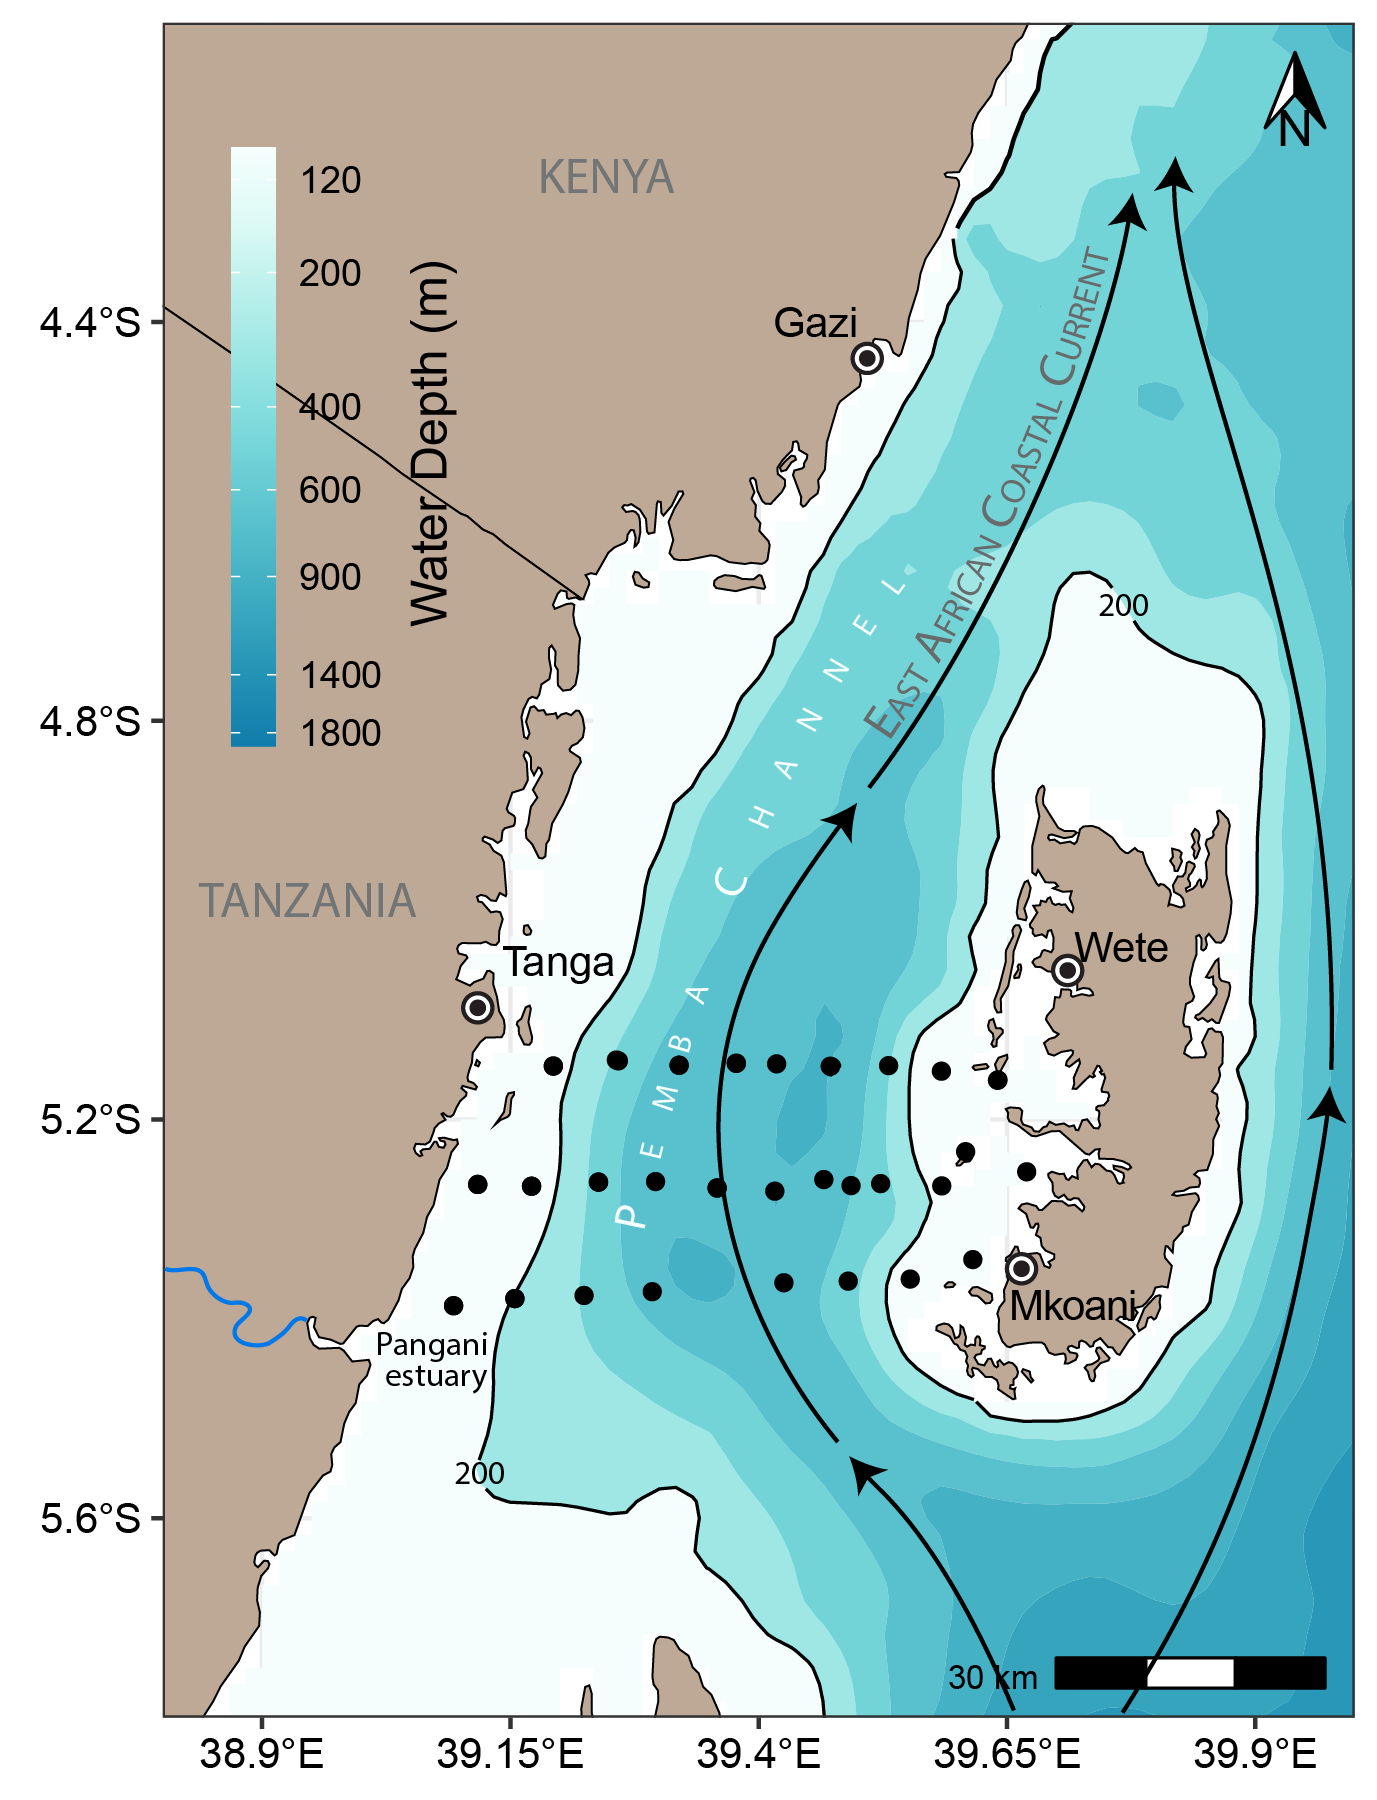 N
KENYA
120
200
400
600
900
1400
1800
Water Depth (m)
4.4°S
4.8°S
5.2°S
5.6°S
Gazi
EAST AFRICAN COASTAL CURRENT
PEMBA CHANNEL
200
TANZANIA
Tanga
Wete
Mkoani
Pangani
estuary
200
30 km
38.9°E
39.15°E
39.4°E
39.65°E
39.9°E